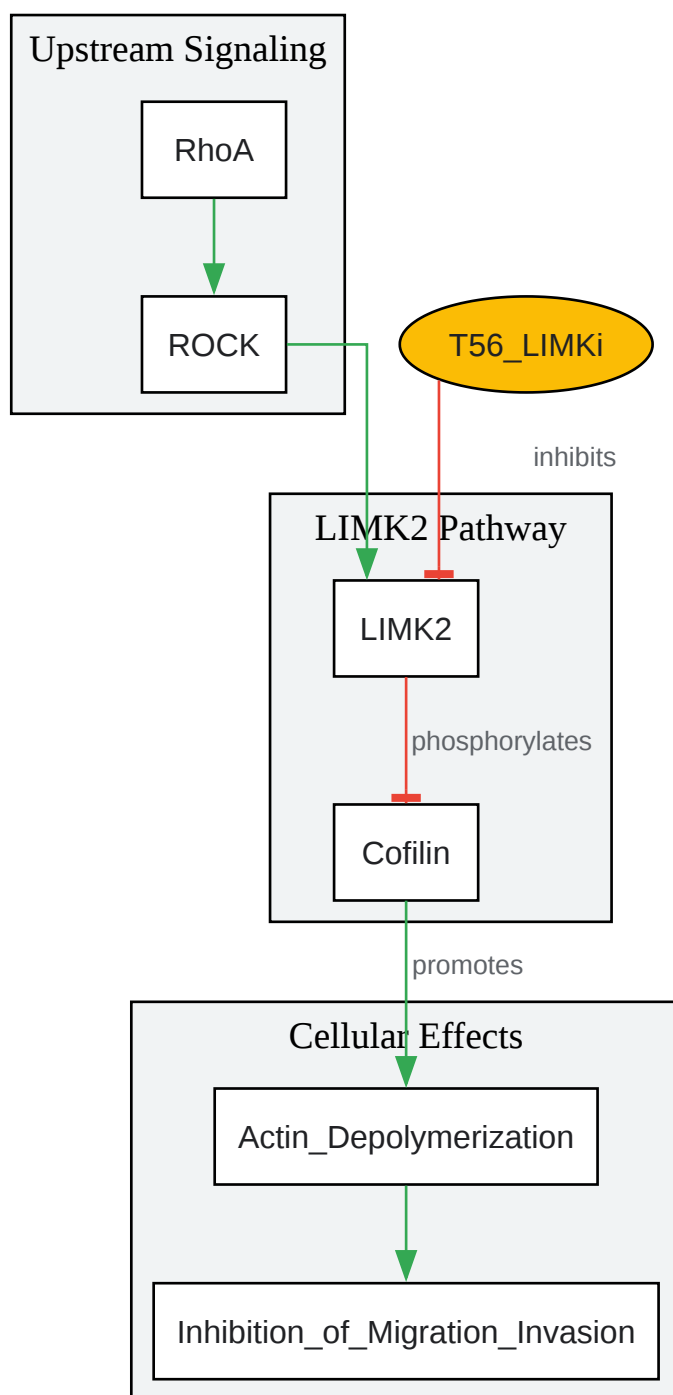 Upstream Signaling
RhoA
ROCK
T56_LIMKi
inhibits
LIMK2 Pathway
LIMK2
phosphorylates
Cofilin
promotes
Cellular Effects
Actin_Depolymerization
Inhibition_of_Migration_Invasion